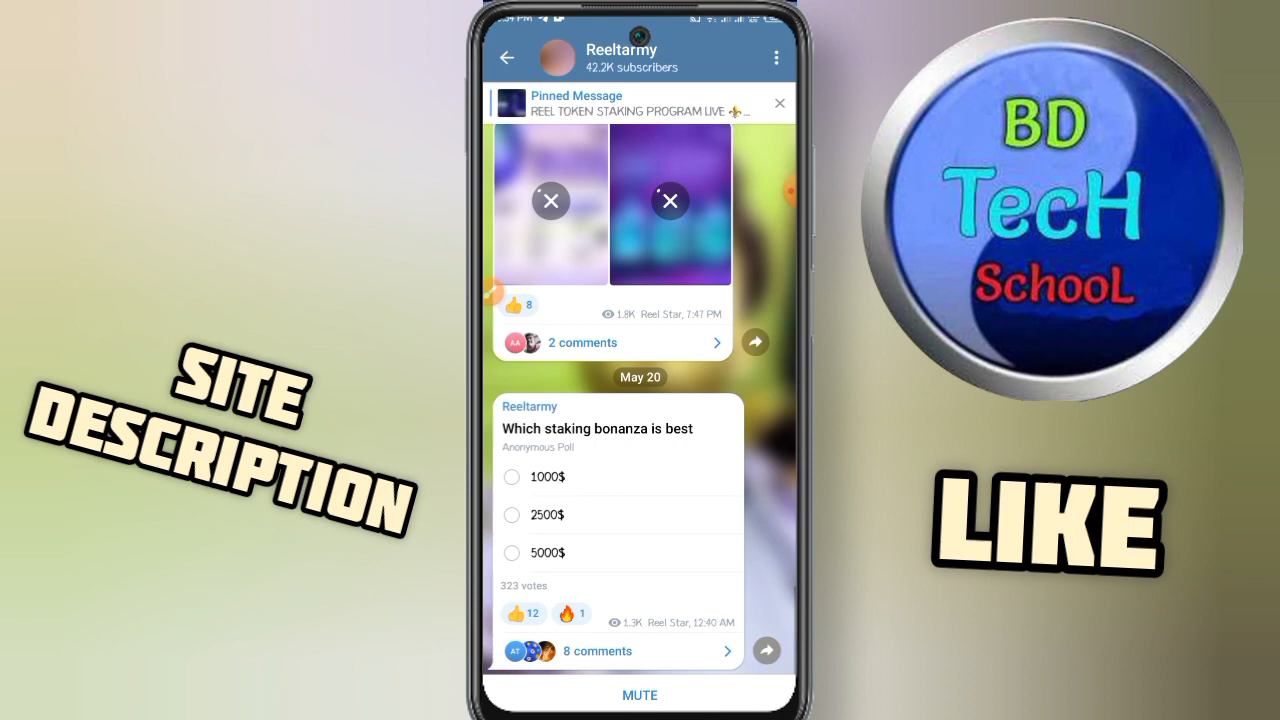 Reeltarmy
42.2K subscribers
Pinned Message
REEL TOKEN STAKING PROGRAM LIVE ⚜️...
👍 8
1.8K Reel Star, 7:47 PM
AA
2 comments
May 20
Reeltarmy
Which staking bonanza is best
Anonymous Poll
1000$
2500$
5000$
323 votes
👍 12 🔥 1
1.3K Reel Star, 12:40 AM
AT
8 comments
MUTE
SITE
DESCRIPTION
BD
TecH
SchooL
LIKE